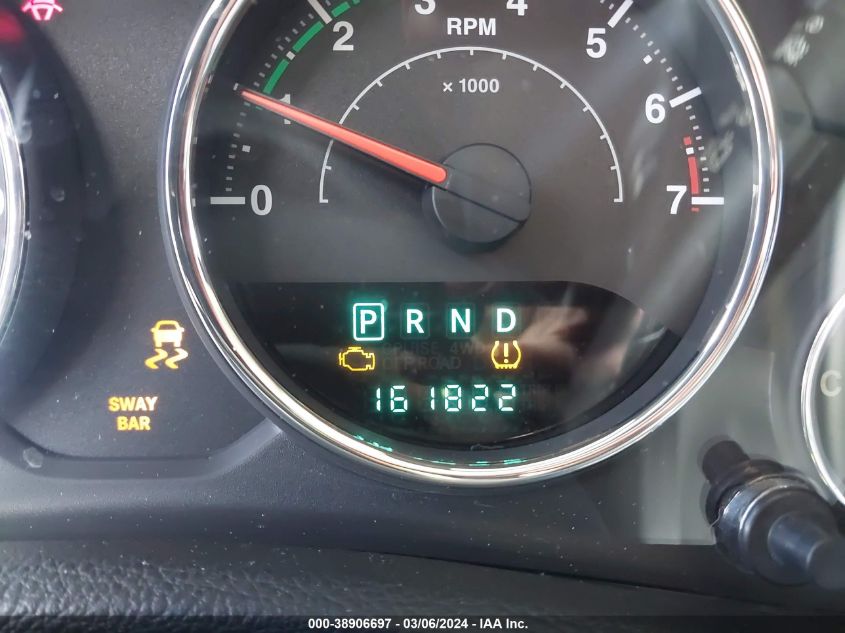 3 4
2 RPM 5
1 x 1000 6
0 7
P R N D
SWAY
BAR
161822
C
000-38906697 - 03/06/2024 - IAA Inc.